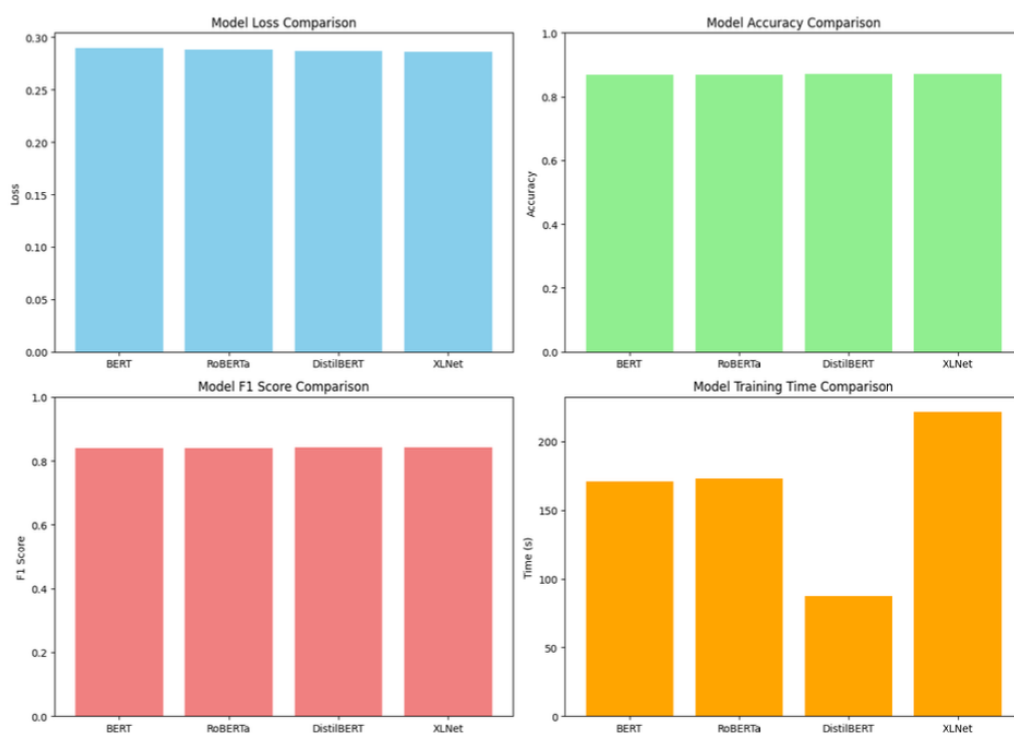 Model Loss Comparison
Loss
0.30
0.25
0.20
0.15
0.10
0.05
0.00
BERT RoBERTa DistilBERT XLNet
Model Accuracy Comparison
Accuracy
1.0
0.8
0.6
0.4
0.2
0.0
BERT RoBERTa DistilBERT XLNet
Model F1 Score Comparison
F1 Score
1.0
0.8
0.6
0.4
0.2
0.0
BERT RoBERTa DistilBERT XLNet
Model Training Time Comparison
Time (s)
200
150
100
50
0
BERT RoBERTa DistilBERT XLNet